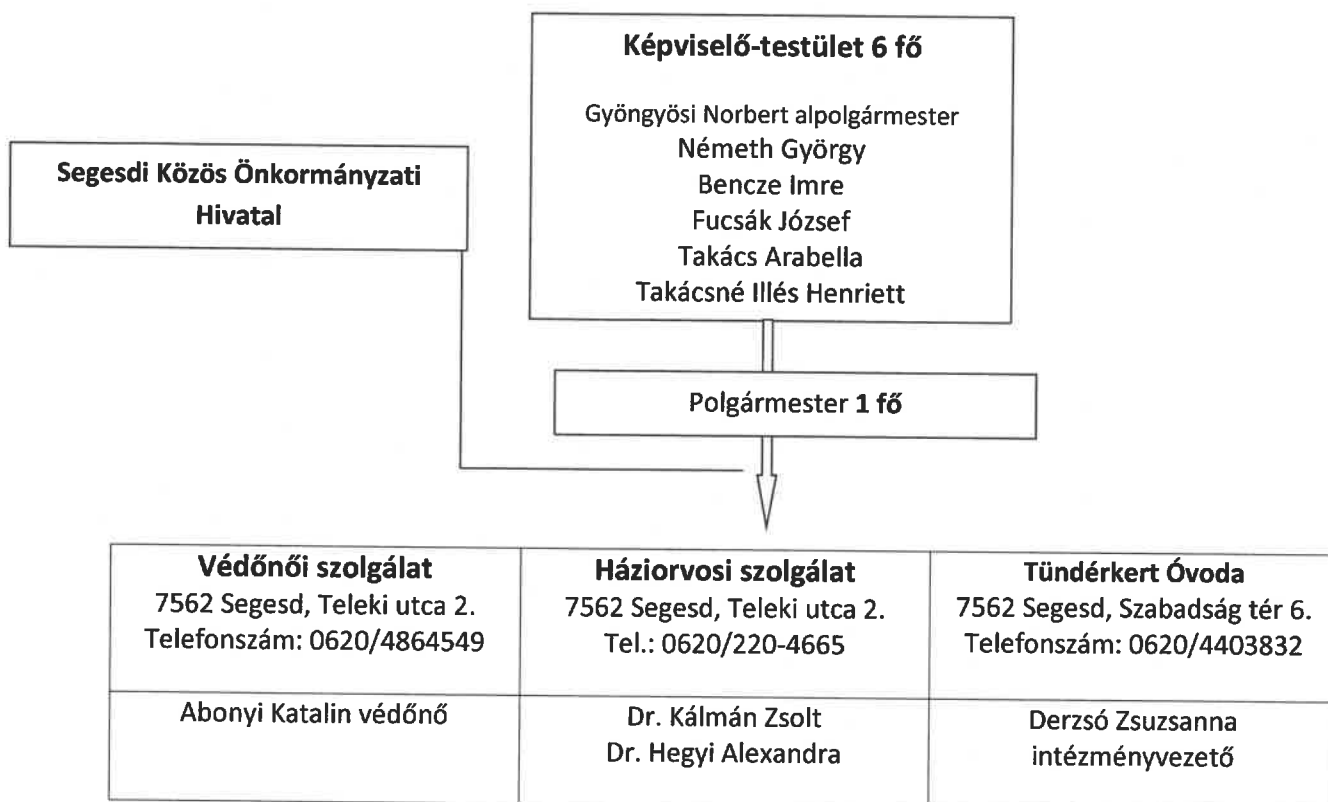 Képviselő-testület 6 fő
Gyöngyösi Norbert alpolgármester
Németh György
Bencze Imre
Fucsák József
Takács Arabella
Takácsné Illés Henriett
Segesdi Közös Önkormányzati
Hivatal
Polgármester 1 fő
Védőnői szolgálat
7562 Segesd, Teleki utca 2.
Telefonszám: 0620/4864549
Háziorvosi szolgálat
7562 Segesd, Teleki utca 2.
Tel.: 0620/220-4665
Tündérkert Óvoda
7562 Segesd, Szabadság tér 6.
Telefonszám: 0620/4403832
Abonyi Katalin védőnő
Dr. Kálmán Zsolt
Dr. Hegyi Alexandra
Derzsó Zsuzsanna
intézményvezető